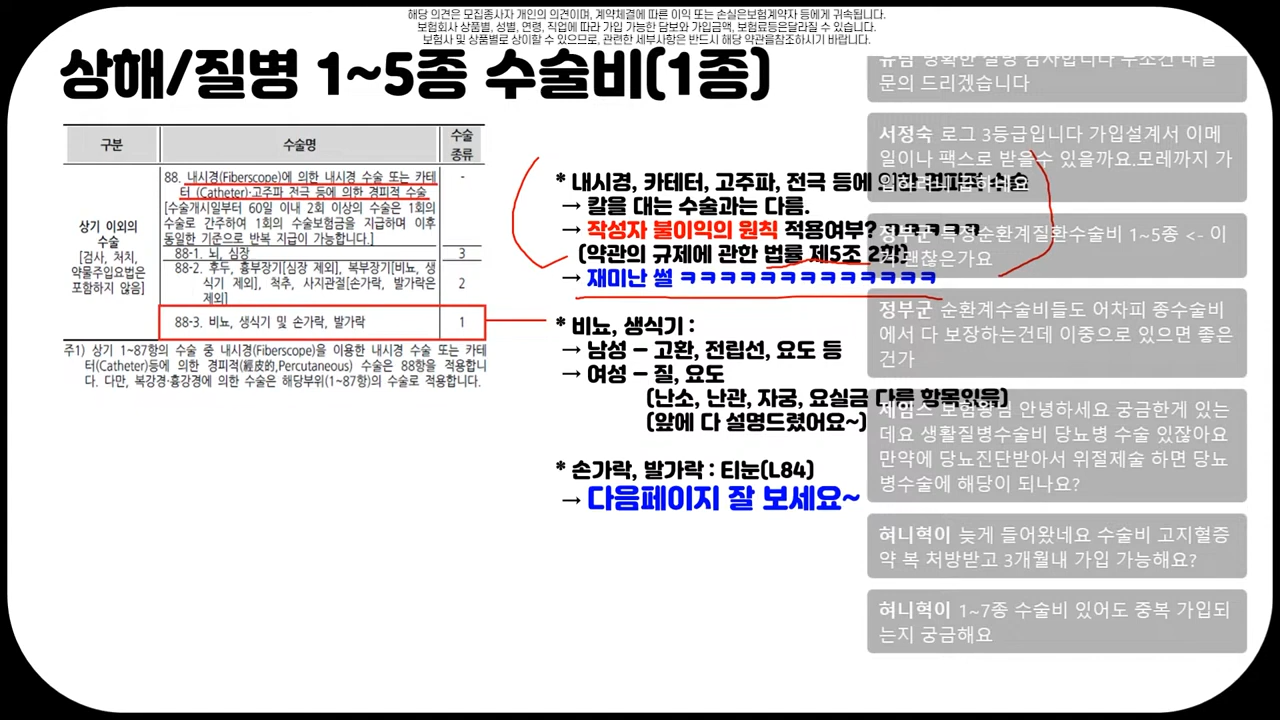 해당 의견은 모집종사자 개인의 의견이며, 계약체결에 따른 이익 또는 손실은보험계약자 등에게 귀속됩니다.
보험회사 상품별, 성별, 연령, 직업에 따라 가입 가능한 담보와 가입금액, 보험료등은달라질 수 있습니다.
보험사 및 상품별로 상이할 수 있으므로, 관련한 세부사항은 반드시 해당 약관을참조하시기 바랍니다.
상해/질병 1~5종 수술비(1종)
구분
수술명
수술
종류
상기 이외의
수술
[검사, 처치,
약물주입요법은
포함하지 않음]
88. 내시경(Fiberscope)에 의한 내시경 수술 또는 카테
터 (Catheter)·고주파 전극 등에 의한 경피적 수술
[수술개시일부터 60일 이내 2회 이상의 수술은 1회의
수술로 간주하여 1회의 수술보험금을 지급하며 이후
동일한 기준으로 반복 지급이 가능합니다.]
-
88-1. 뇌, 심장
3
88-2. 후두, 흉부장기[심장 제외], 복부장기[비뇨, 생
식기 제외], 척추, 사지관절[손가락, 발가락은
제외]
2
88-3. 비뇨, 생식기 및 손가락, 발가락
1
주1) 상기 1~87항의 수술 중 내시경(Fiberscope)을 이용한 내시경 수술 또는 카테
터(Catheter)등에 의한 경피적(經皮的,Percutaneous) 수술은 88항을 적용합니
다. 다만, 복강경·흉강경에 의한 수술은 해당부위(1~87항)의 수술로 적용합니다.
* 내시경, 카테터, 고주파, 전극 등에 의한 경피적 수술
→ 칼을 대는 수술과는 다름.
→ 작성자 불이익의 원칙 적용여부?
(약관의 규제에 관한 법률 제5조 2항)
→ 재미난 썰 ㅋㅋㅋㅋㅋㅋㅋㅋㅋㅋㅋㅋㅋㅋㅋ
* 비뇨, 생식기 :
→ 남성 – 고환, 전립선, 요도 등
→ 여성 – 질, 요도
(난소, 난관, 자궁, 요실금 다른 항목있음)
(앞에 다 설명드렸어요~)
* 손가락, 발가락 : 티눈(L84)
→ 다음페이지 잘 보세요~
문의 드리겠습니다
서정숙 로그 3등급입니다 가입설계서 이메
일이나 팩스로 받을수 있을까요.모레까지 가
입하려니 급하네요
정부군 특정순환계질환수술비 1~5종 <- 이
거 괜찮은가요
정부군 순환계수술비들도 어차피 종수술비
에서 다 보장하는건데 이중으로 있으면 좋은
건가
제임스 보험왕님 안녕하세요 궁금한게 있는
데요 생활질병수술비 당뇨병 수술 있잖아요
만약에 당뇨진단받아서 위절제술 하면 당뇨
병수술에 해당이 되나요?
혀니혁이 늦게 들어왔네요 수술비 고지혈증
약 복 처방받고 3개월내 가입 가능해요?
혀니혁이 1~7종 수술비 있어도 중복 가입되
는지 궁금해요